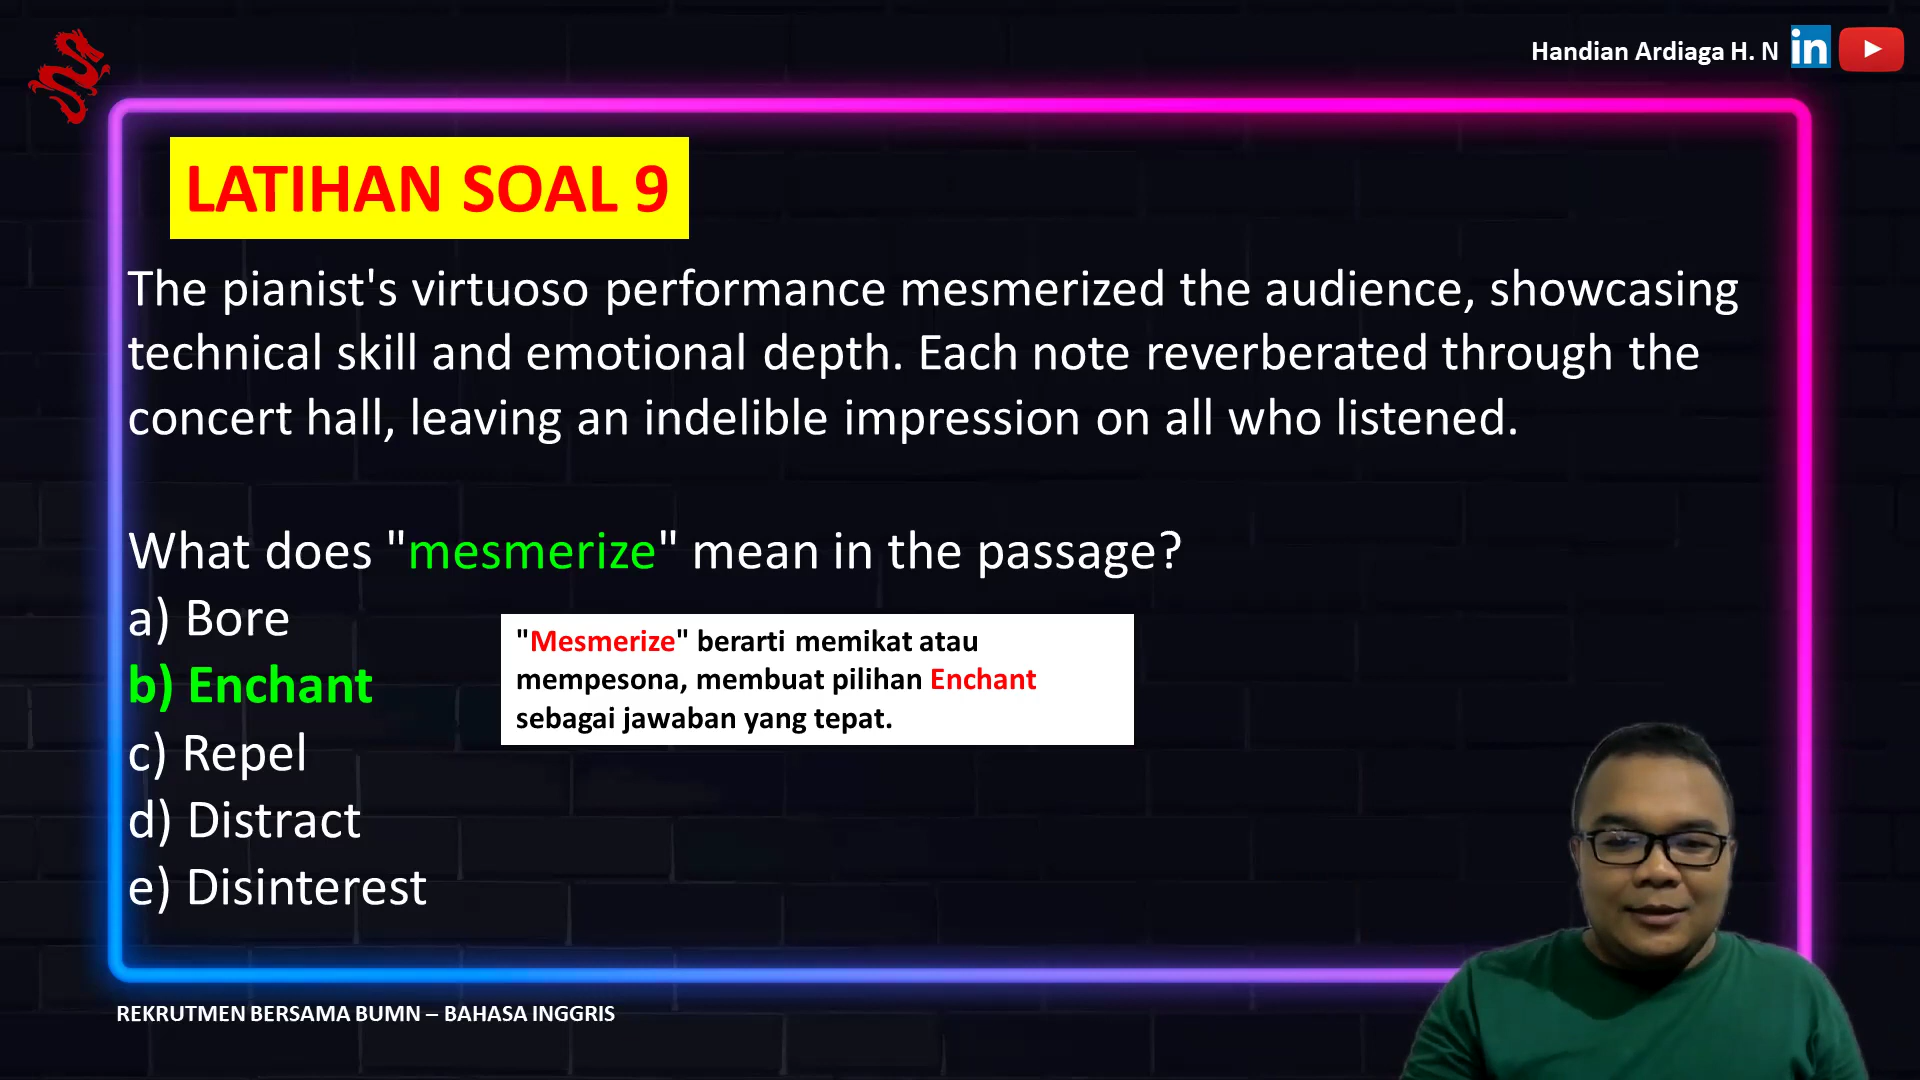 Handian Ardiaga H. N
in
LATIHAN SOAL 9
The pianist's virtuoso performance mesmerized the audience, showcasing
technical skill and emotional depth. Each note reverberated through the
concert hall, leaving an indelible impression on all who listened.
What does "mesmerize" mean in the passage?
a) Bore
b) Enchant
c) Repel
d) Distract
e) Disinterest
"Mesmerize" berarti memikat atau
mempesona, membuat pilihan Enchant
sebagai jawaban yang tepat.
REKRUTMEN BERSAMA BUMN – BAHASA INGGRIS